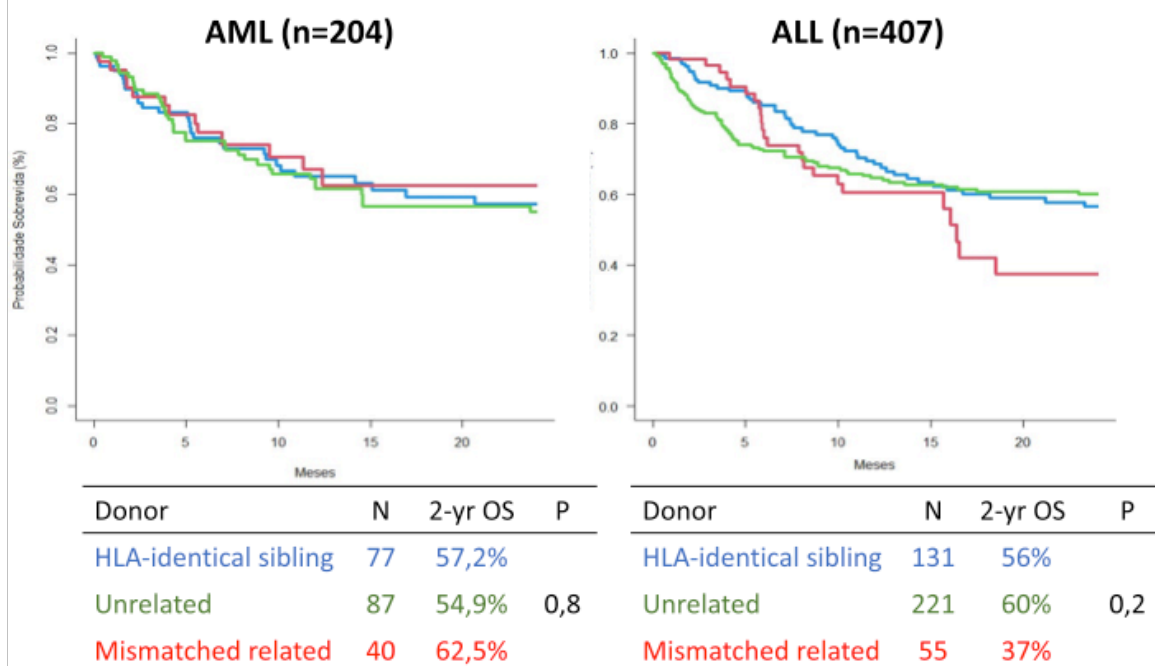 AML (n=204)
Probabilidade Sobrevida (%)
1.0
0.8
0.6
0.4
0.2
0.0
0 5 10 15 20
Meses
Donor N 2-yr OS P
HLA-identical sibling 77 57,2%
Unrelated 87 54,9% 0,8
Mismatched related 40 62,5%
ALL (n=407)
1.0
0.8
0.6
0.4
0.2
0.0
0 5 10 15 20
Meses
Donor N 2-yr OS P
HLA-identical sibling 131 56%
Unrelated 221 60% 0,2
Mismatched related 55 37%